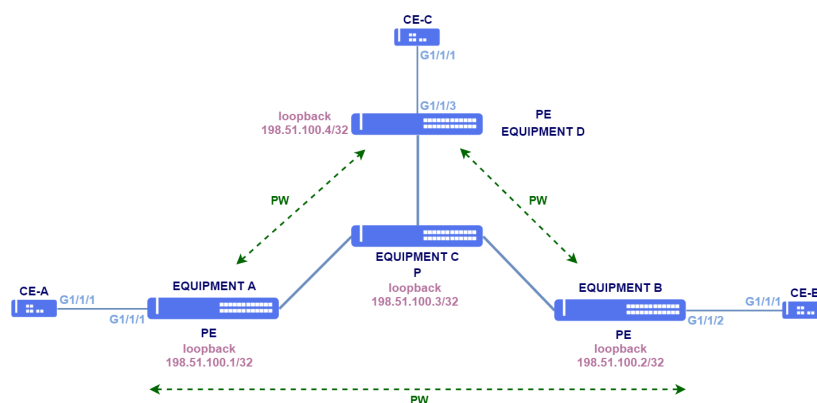 CE-C
G1/1/1
G1/1/3
loopback
198.51.100.4/32
PE
EQUIPMENT D
PW
PW
EQUIPMENT C
P
loopback
198.51.100.3/32
CE-A
G1/1/1
G1/1/1
EQUIPMENT A
PE
loopback
198.51.100.1/32
EQUIPMENT B
PE
loopback
198.51.100.2/32
G1/1/1
G1/1/2
CE-B
PW